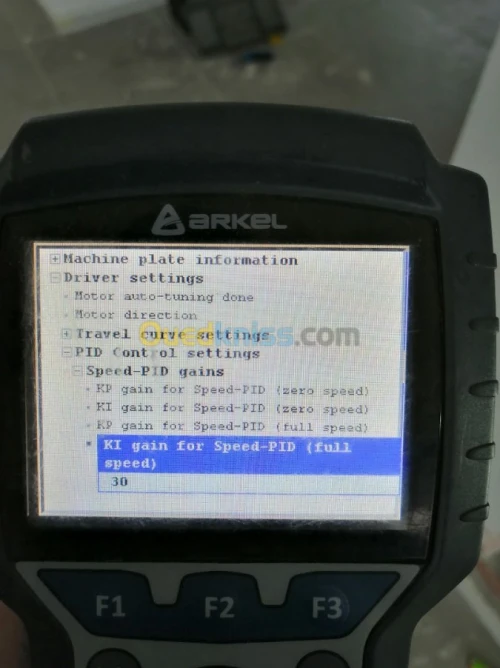 ARKEL
Machine plate information
Driver settings
Motor auto-tuning done
Motor direction
Travel curve settings
Ouedkniss.com
PID Control settings
Speed-PID gains
KP gain for Speed-PID (zero speed)
KI gain for Speed-PID (zero speed)
KP gain for Speed-PID (full speed)
KI gain for Speed-PID (full
speed)
30
F1 F2 F3